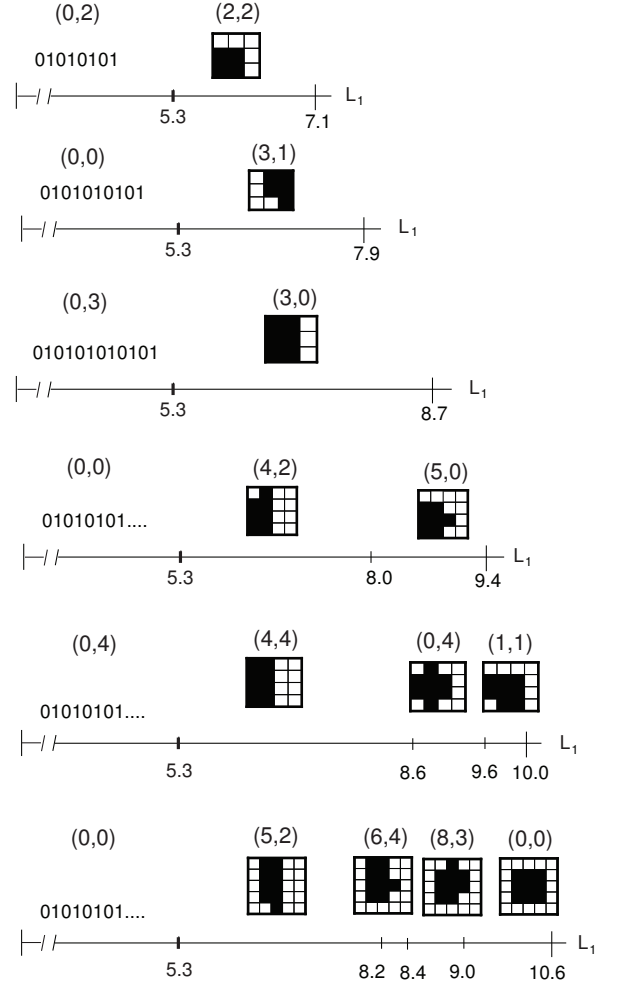 (0,2) (2,2)
01010101
L1
5.3 7.1
(0,0) (3,1)
0101010101
L1
5.3 7.9
(0,3) (3,0)
010101010101
L1
5.3 8.7
(0,0) (4,2) (5,0)
01010101....
L1
5.3 8.0 9.4
(0,4) (4,4) (0,4) (1,1)
01010101....
L1
5.3 8.6 9.6 10.0
(0,0) (5,2) (6,4) (8,3) (0,0)
01010101....
L1
5.3 8.2 8.4 9.0 10.6